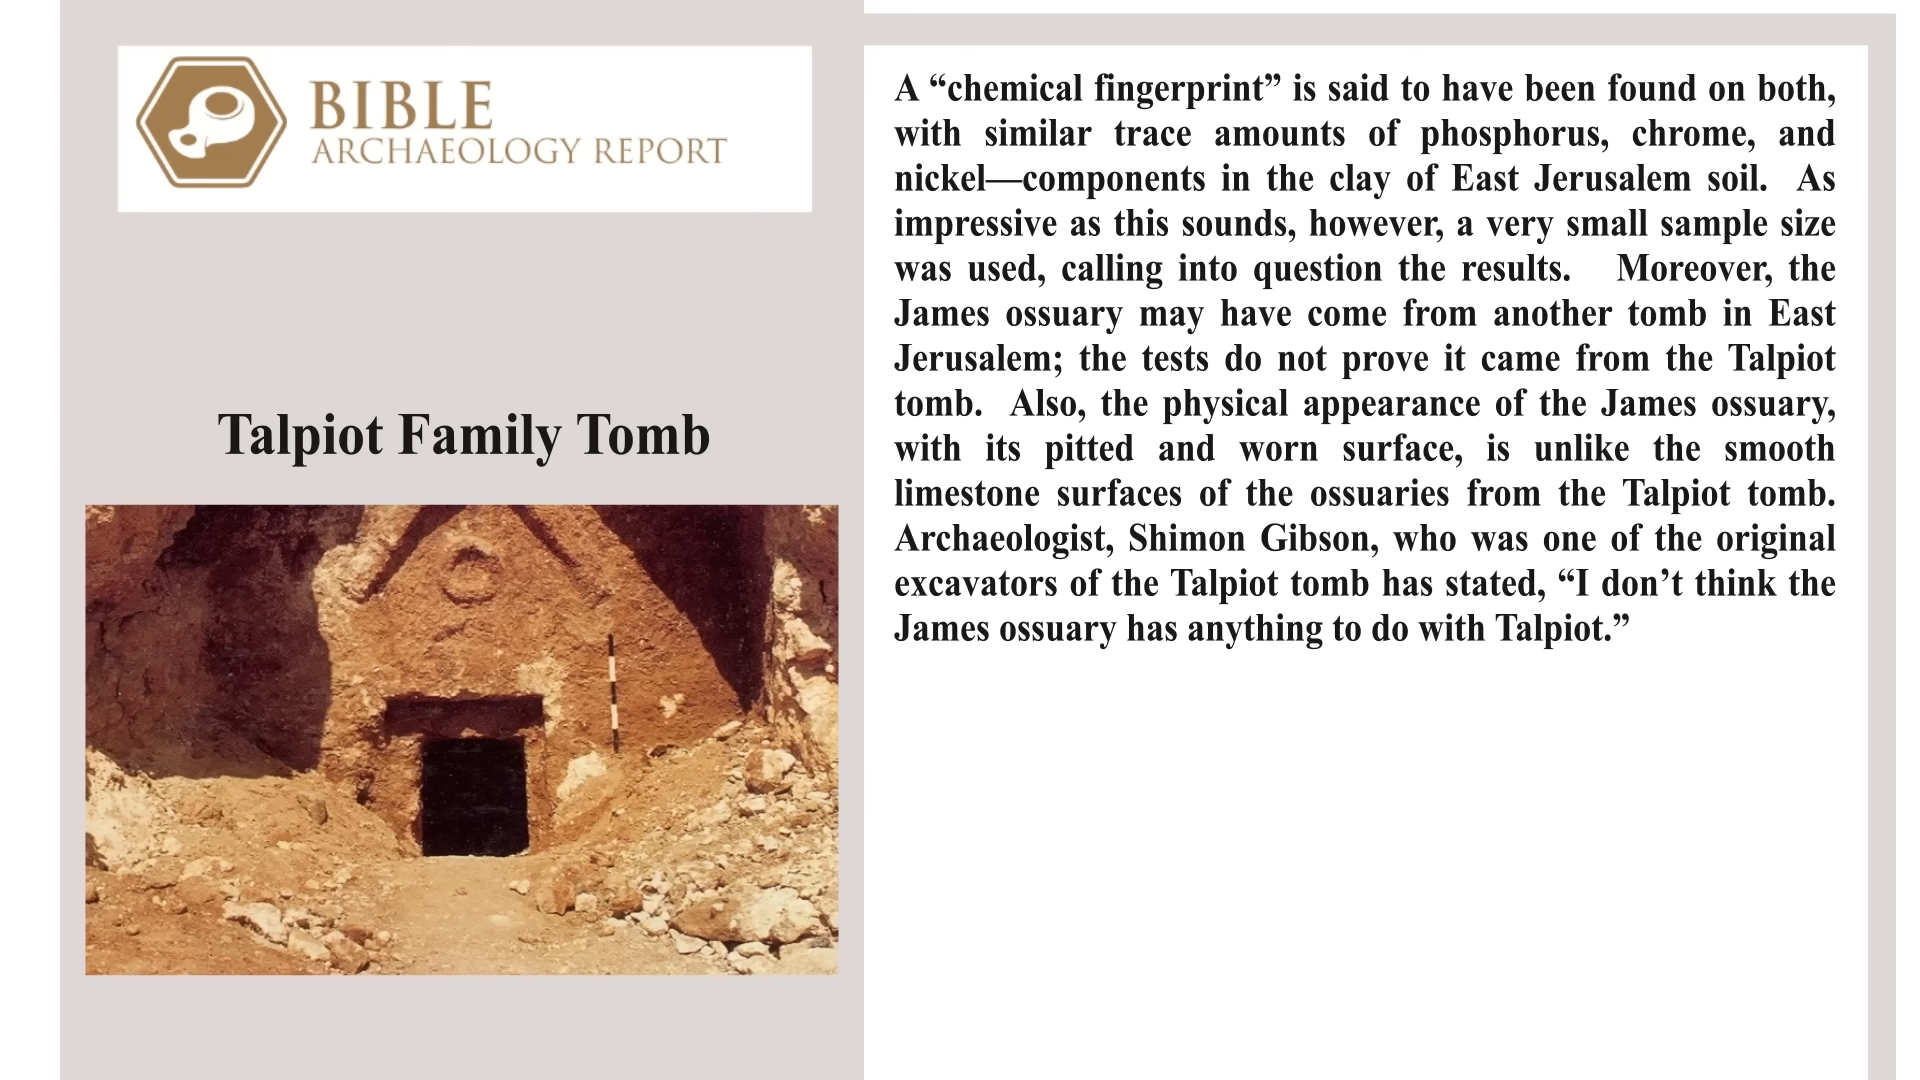 BIBLE
ARCHAEOLOGY REPORT
Talpiot Family Tomb
A “chemical fingerprint” is said to have been found on both,
with similar trace amounts of phosphorus, chrome, and
nickel—components in the clay of East Jerusalem soil. As
impressive as this sounds, however, a very small sample size
was used, calling into question the results. Moreover, the
James ossuary may have come from another tomb in East
Jerusalem; the tests do not prove it came from the Talpiot
tomb. Also, the physical appearance of the James ossuary,
with its pitted and worn surface, is unlike the smooth
limestone surfaces of the ossuaries from the Talpiot tomb.
Archaeologist, Shimon Gibson, who was one of the original
excavators of the Talpiot tomb has stated, “I don’t think the
James ossuary has anything to do with Talpiot.”